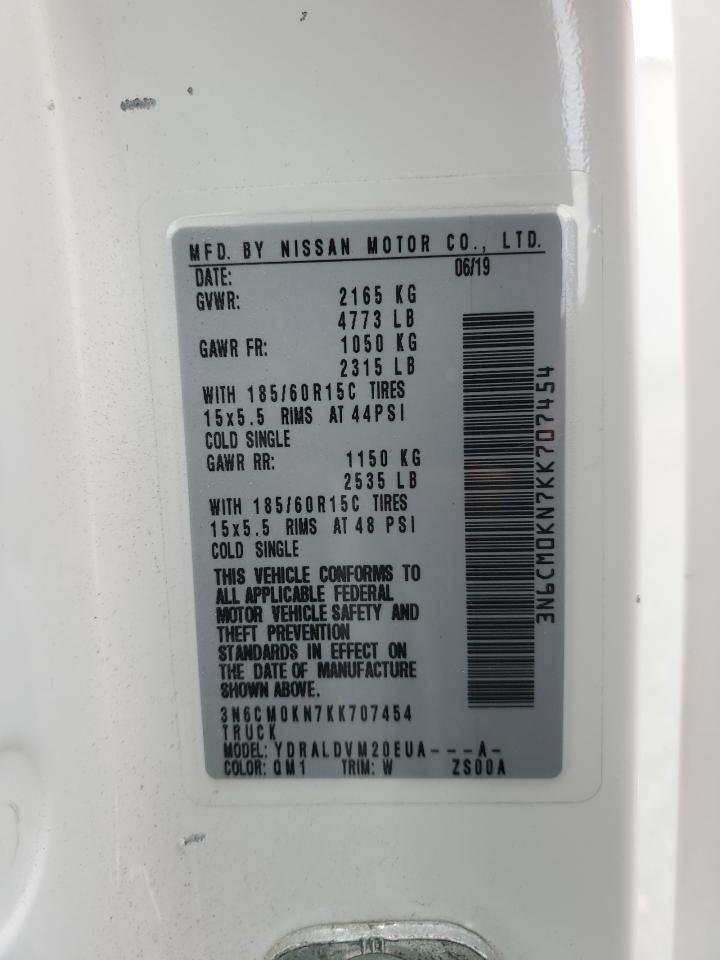 MFD. BY NISSAN MOTOR CO., LTD.
DATE: 06/19
GVWR: 2165 KG
4773 LB
GAWR FR: 1050 KG
2315 LB
WITH 185/60R15C TIRES
15x5.5 RIMS AT 44PSI
COLD SINGLE
GAWR RR: 1150 KG
2535 LB
WITH 185/60R15C TIRES
15x5.5 RIMS AT 48 PSI
COLD SINGLE
THIS VEHICLE CONFORMS TO
ALL APPLICABLE FEDERAL
MOTOR VEHICLE SAFETY AND
THEFT PREVENTION
STANDARDS IN EFFECT ON
THE DATE OF MANUFACTURE
SHOWN ABOVE.
3N6CM0KN7KK707454
TRUCK
MODEL: YDRALDVM20EUA---A-
COLOR: QM1 TRIM: W ZS00A
3N6CM0KN7KK707454